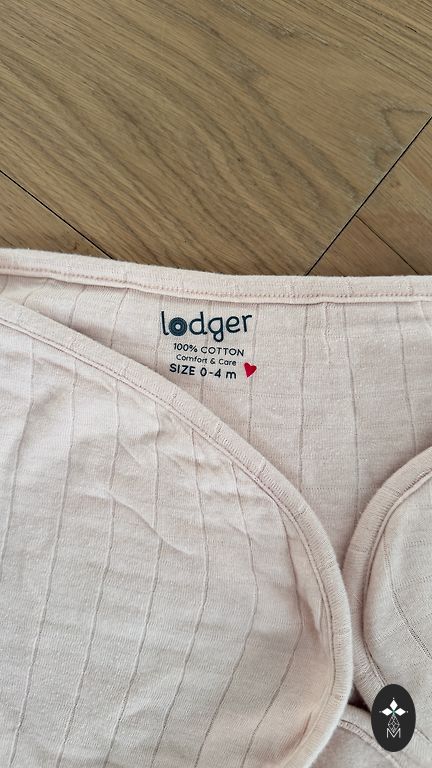 lodger
100% COTTON
Comfort & Care
SIZE 0-4 m